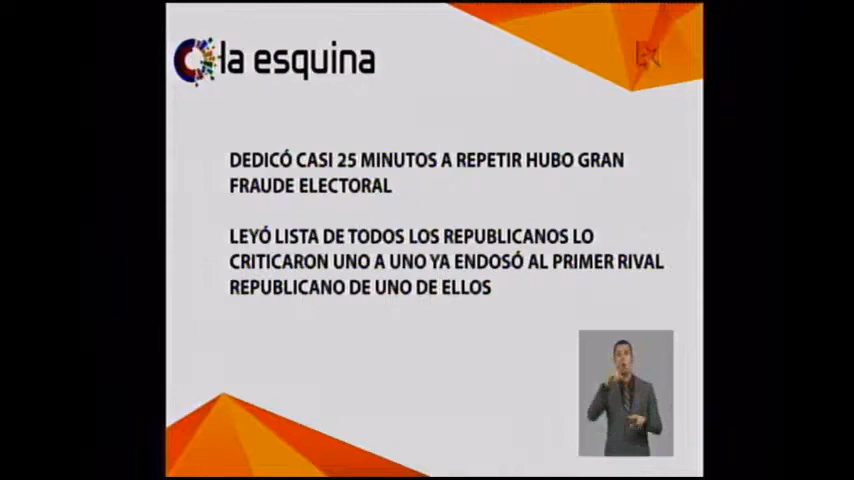 la esquina
DEDICÓ CASI 25 MINUTOS A REPETIR HUBO GRAN
FRAUDE ELECTORAL
LEYÓ LISTA DE TODOS LOS REPUBLICANOS LO
CRITICARON UNO A UNO YA ENDOSÓ AL PRIMER RIVAL
REPUBLICANO DE UNO DE ELLOS